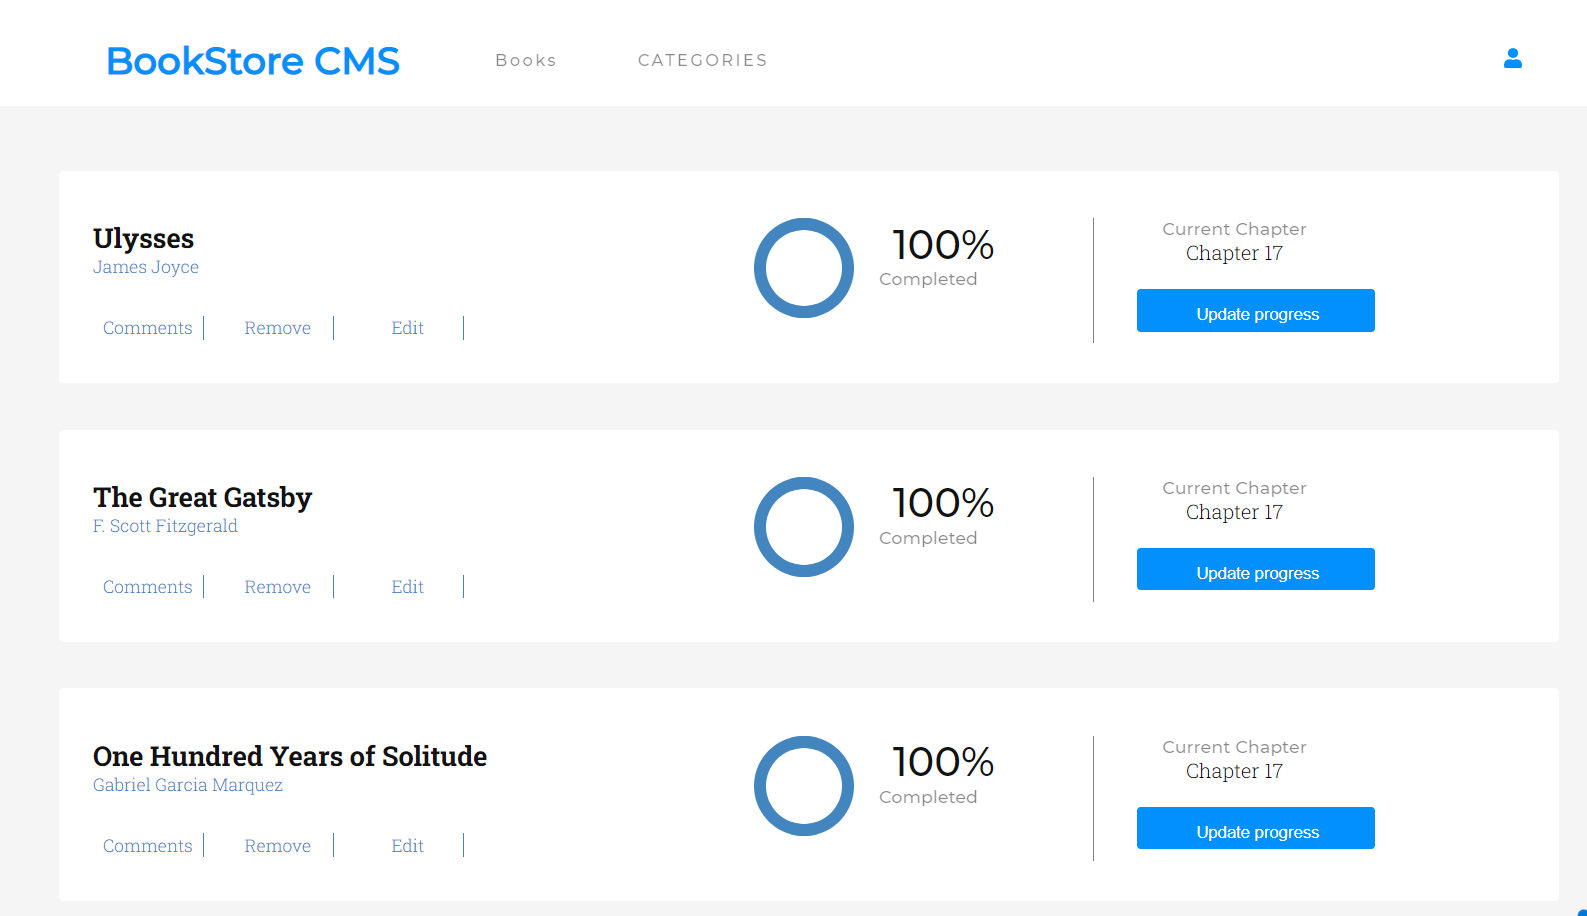 BookStore CMS Books CATEGORIES
Ulysses
James Joyce
Comments Remove Edit
100%
Completed
Current Chapter
Chapter 17
Update progress
The Great Gatsby
F. Scott Fitzgerald
Comments Remove Edit
100%
Completed
Current Chapter
Chapter 17
Update progress
One Hundred Years of Solitude
Gabriel Garcia Marquez
Comments Remove Edit
100%
Completed
Current Chapter
Chapter 17
Update progress